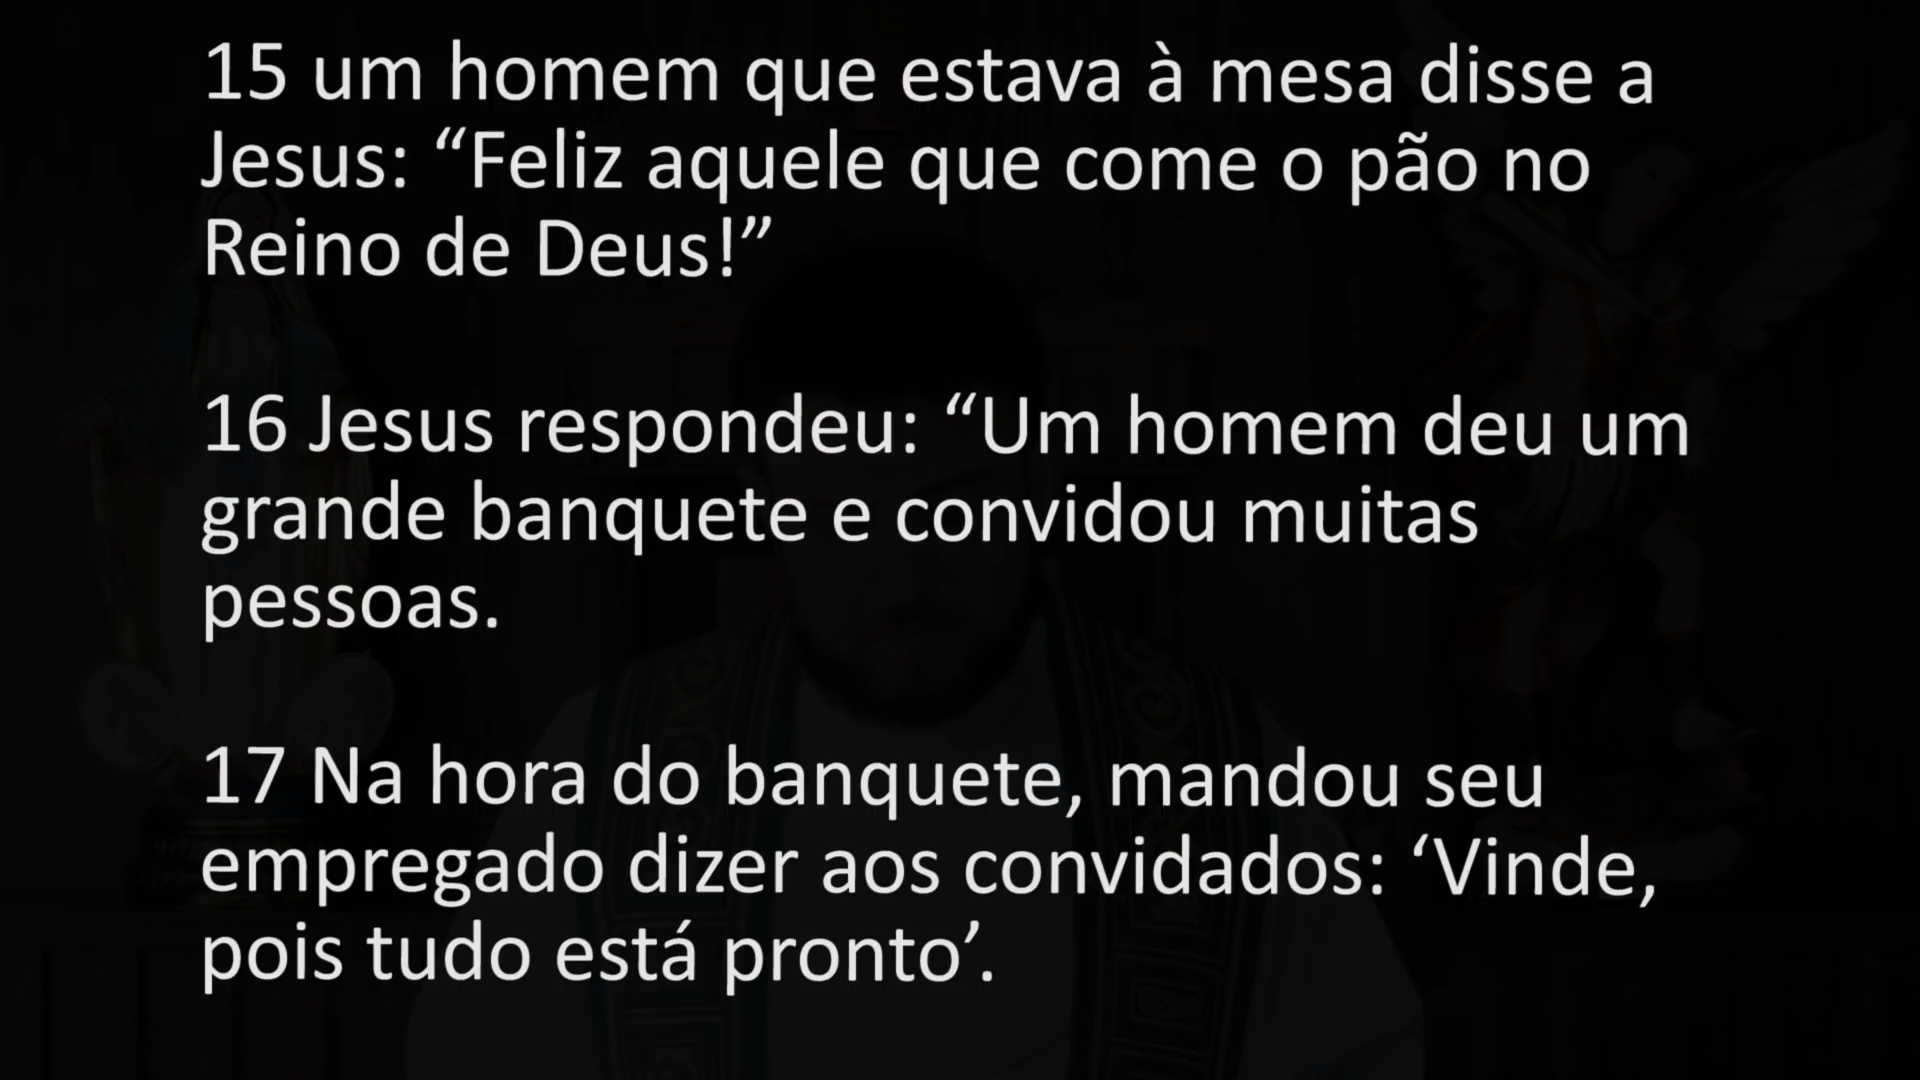 15 um homem que estava à mesa disse a
Jesus: “Feliz aquele que come o pão no
Reino de Deus!”
16 Jesus respondeu: “Um homem deu um
grande banquete e convidou muitas
pessoas.
17 Na hora do banquete, mandou seu
empregado dizer aos convidados: ‘Vinde,
pois tudo está pronto’.